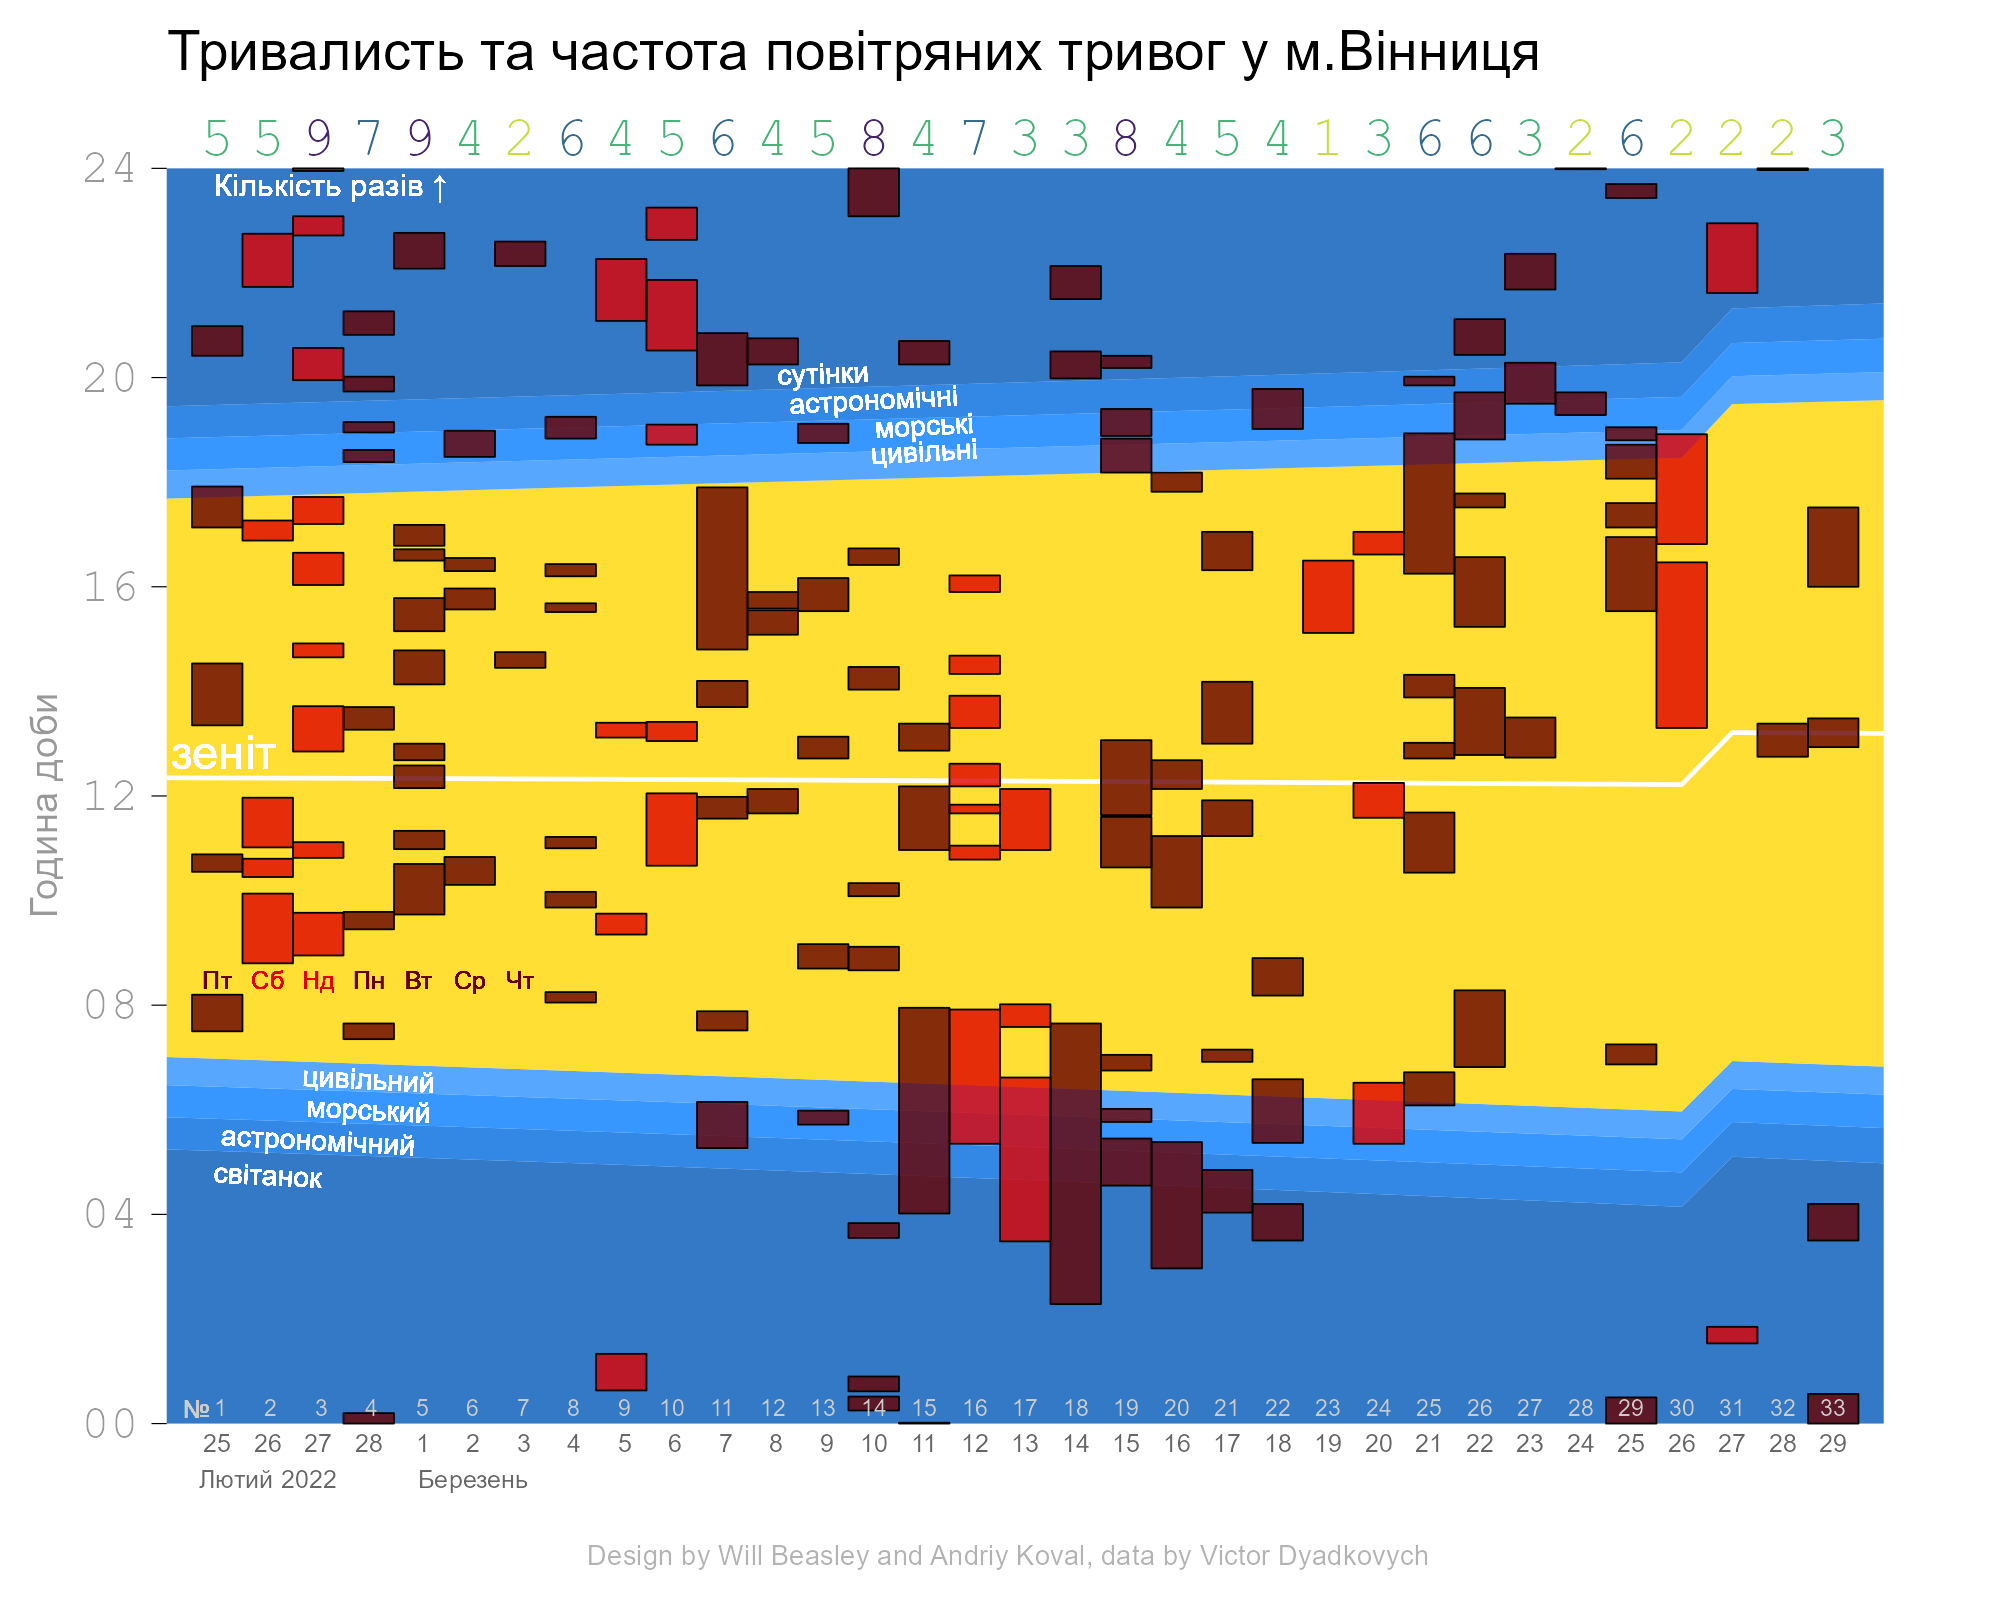 Тривалисть та частота повітряних тривог у м.Вінниця
5 5 9 7 9 4 2 6 4 5 6 4 5 8 4 7 3 3 8 4 5 4 1 3 6 6 3 2 6 2 2 2 3
24
Кількість разів ↑
20
сутінки
астрономічні
морські
цивільні
16
Година доби
зеніт
12
Пт Сб Нд Пн Вт Ср Чт
08
цивільний
морський
астрономічний
світанок
04
№ 1 2 3 4 5 6 7 8 9 10 11 12 13 14 15 16 17 18 19 20 21 22 23 24 25 26 27 28 29 30 31 32 33
00
25 26 27 28 1 2 3 4 5 6 7 8 9 10 11 12 13 14 15 16 17 18 19 20 21 22 23 24 25 26 27 28 29
Лютий 2022 Березень
Design by Will Beasley and Andriy Koval, data by Victor Dyadkovych